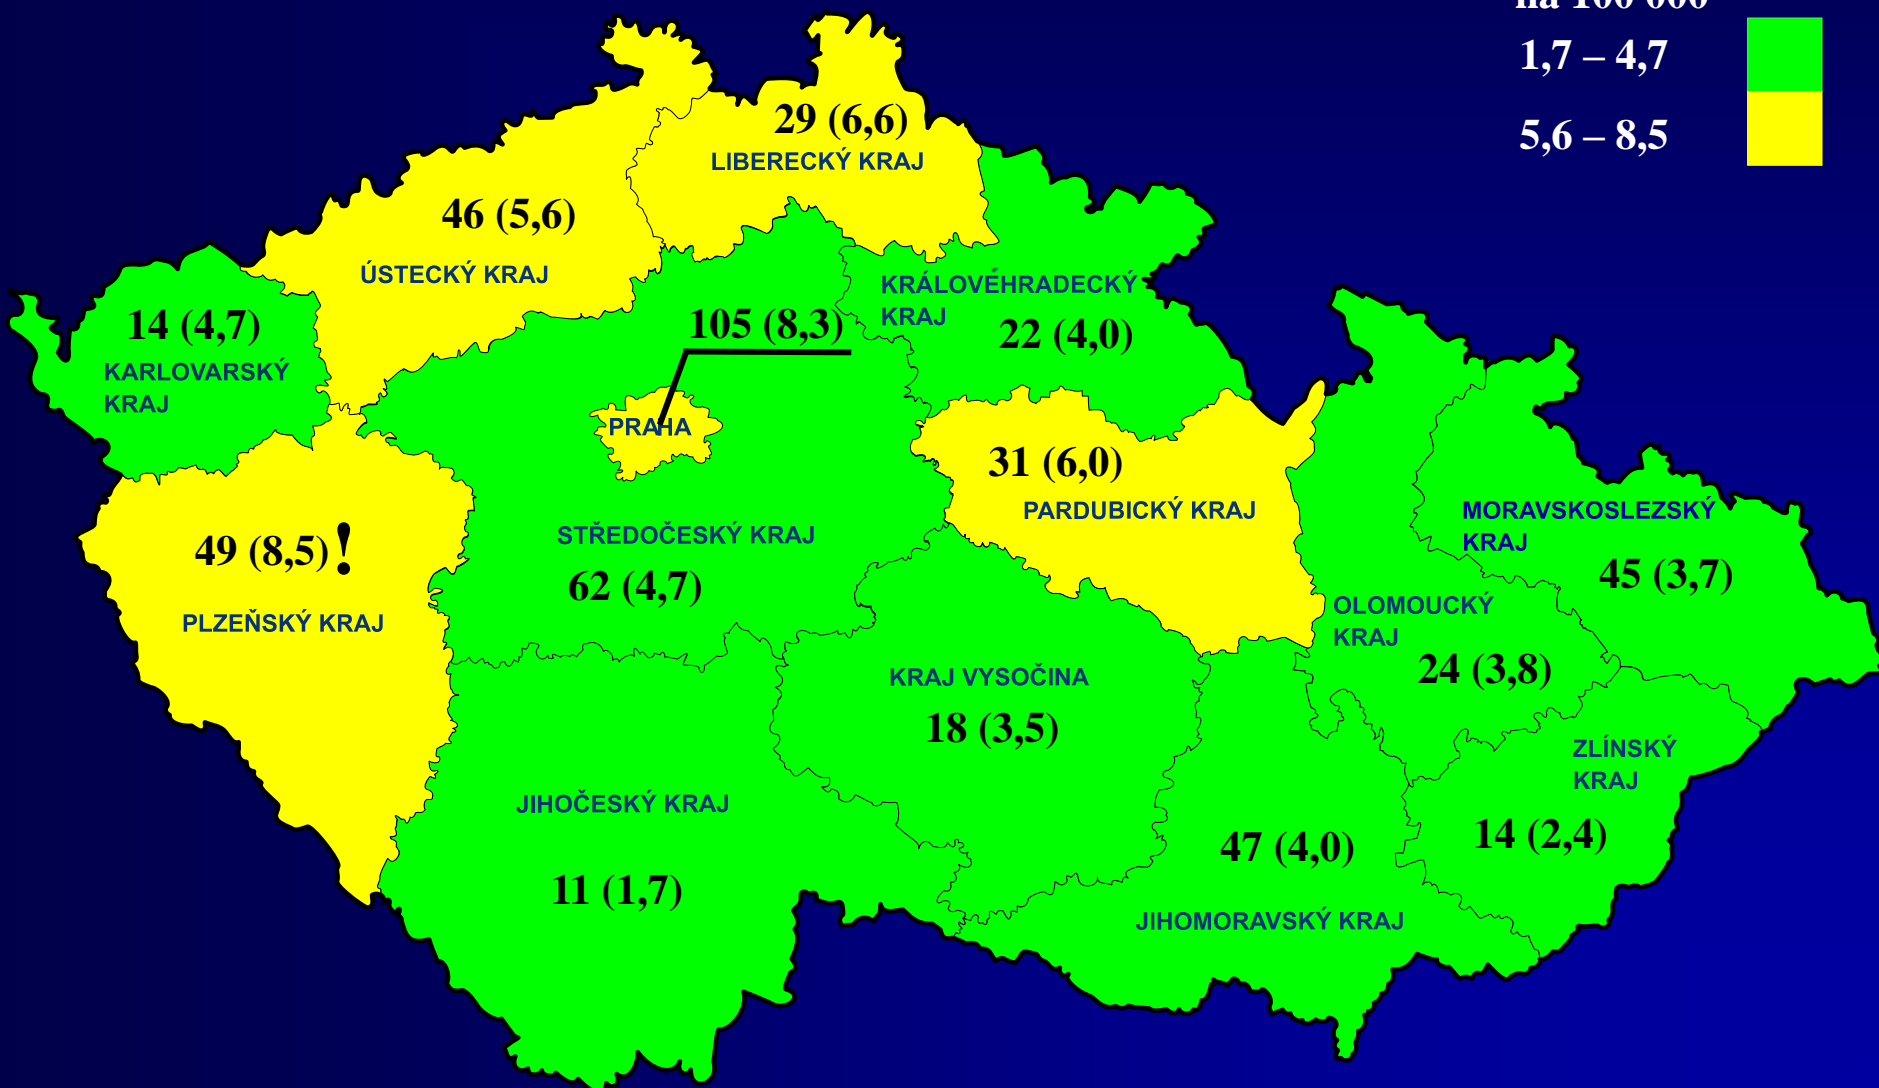 na 100 000
1,7 – 4,7
5,6 – 8,5
29 (6,6)
LIBERECKÝ KRAJ
46 (5,6)
ÚSTECKÝ KRAJ
14 (4,7)
KARLOVARSKÝ
KRAJ
105 (8,3)
PRAHA
KRÁLOVÉHRADECKÝ
KRAJ
22 (4,0)
31 (6,0)
PARDUBICKÝ KRAJ
49 (8,5)!
PLZEŇSKÝ KRAJ
STŘEDOČESKÝ KRAJ
62 (4,7)
MORAVSKOSLEZSKÝ
KRAJ
45 (3,7)
OLOMOUCKÝ
KRAJ
24 (3,8)
KRAJ VYSOČINA
18 (3,5)
ZLÍNSKÝ
KRAJ
14 (2,4)
JIHOČESKÝ KRAJ
11 (1,7)
47 (4,0)
JIHOMORAVSKÝ KRAJ